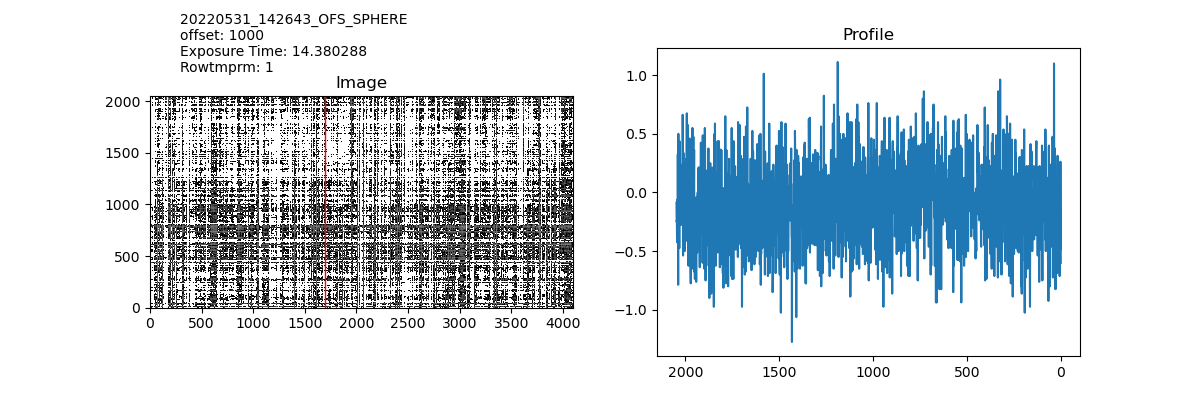 20220531_142643_OFS_SPHERE
offset: 1000
Exposure Time: 14.380288
Rowtmprm: 1
Image
2000
1500
1000
500
0
0 500 1000 1500 2000 2500 3000 3500 4000
Profile
1.0
0.5
0.0
−0.5
−1.0
2000 1500 1000 500 0